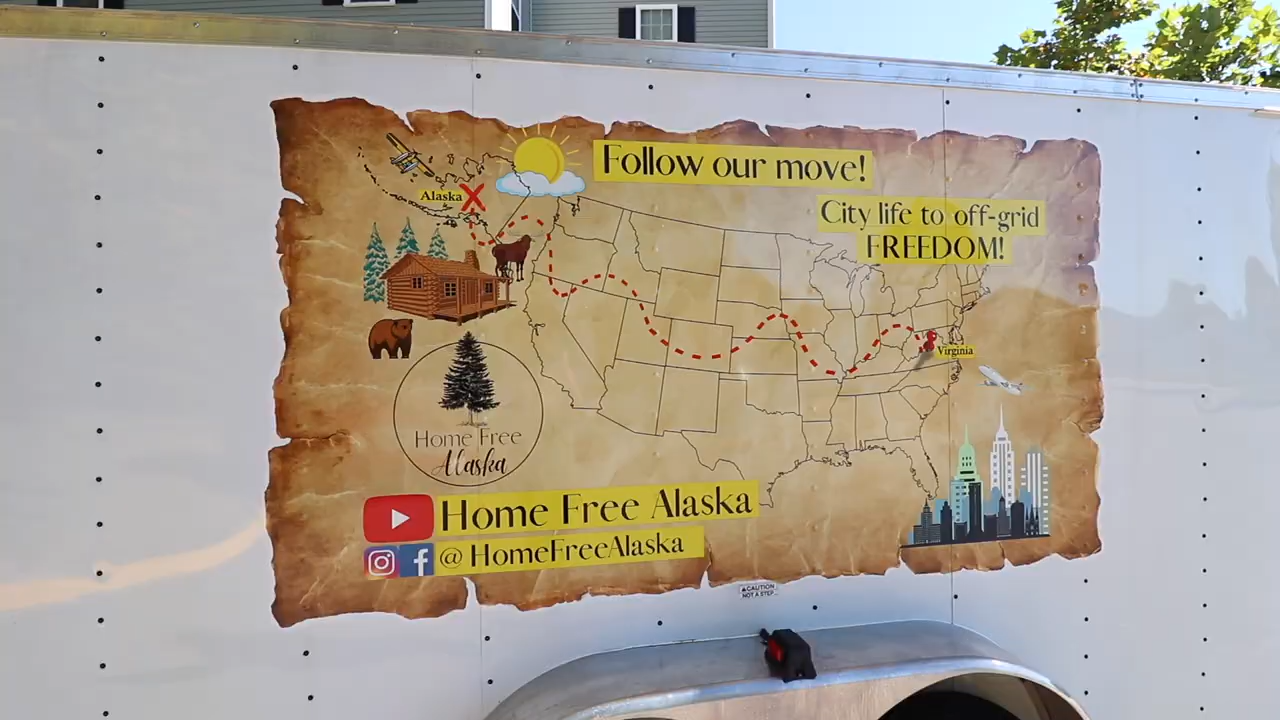 Follow our move!
Alaska
City life to off-grid
FREEDOM!
Virginia
Home Free
Alaska
Home Free Alaska
@ HomeFreeAlaska
CAUTION
NOT A STEP